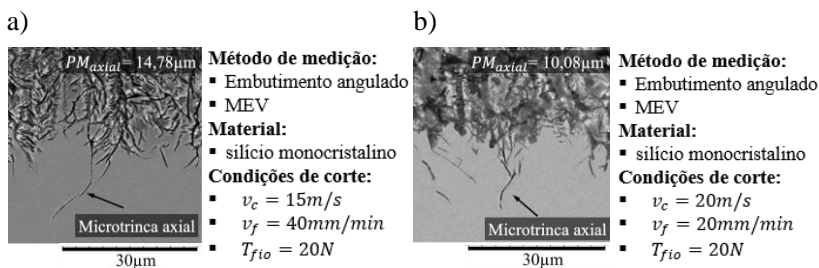 a)
PM_axial = 14,78µm
Microtrinca axial
30µm
Método de medição:
▪ Embutimento angulado
▪ MEV
Material:
▪ silício monocristalino
Condições de corte:
▪ v_c = 15m/s
▪ v_f = 40mm/min
▪ T_fio = 20N
b)
PM_axial = 10,08µm
Microtrinca axial
30µm
Método de medição:
▪ Embutimento angulado
▪ MEV
Material:
▪ silício monocristalino
Condições de corte:
▪ v_c = 20m/s
▪ v_f = 20mm/min
▪ T_fio = 20N